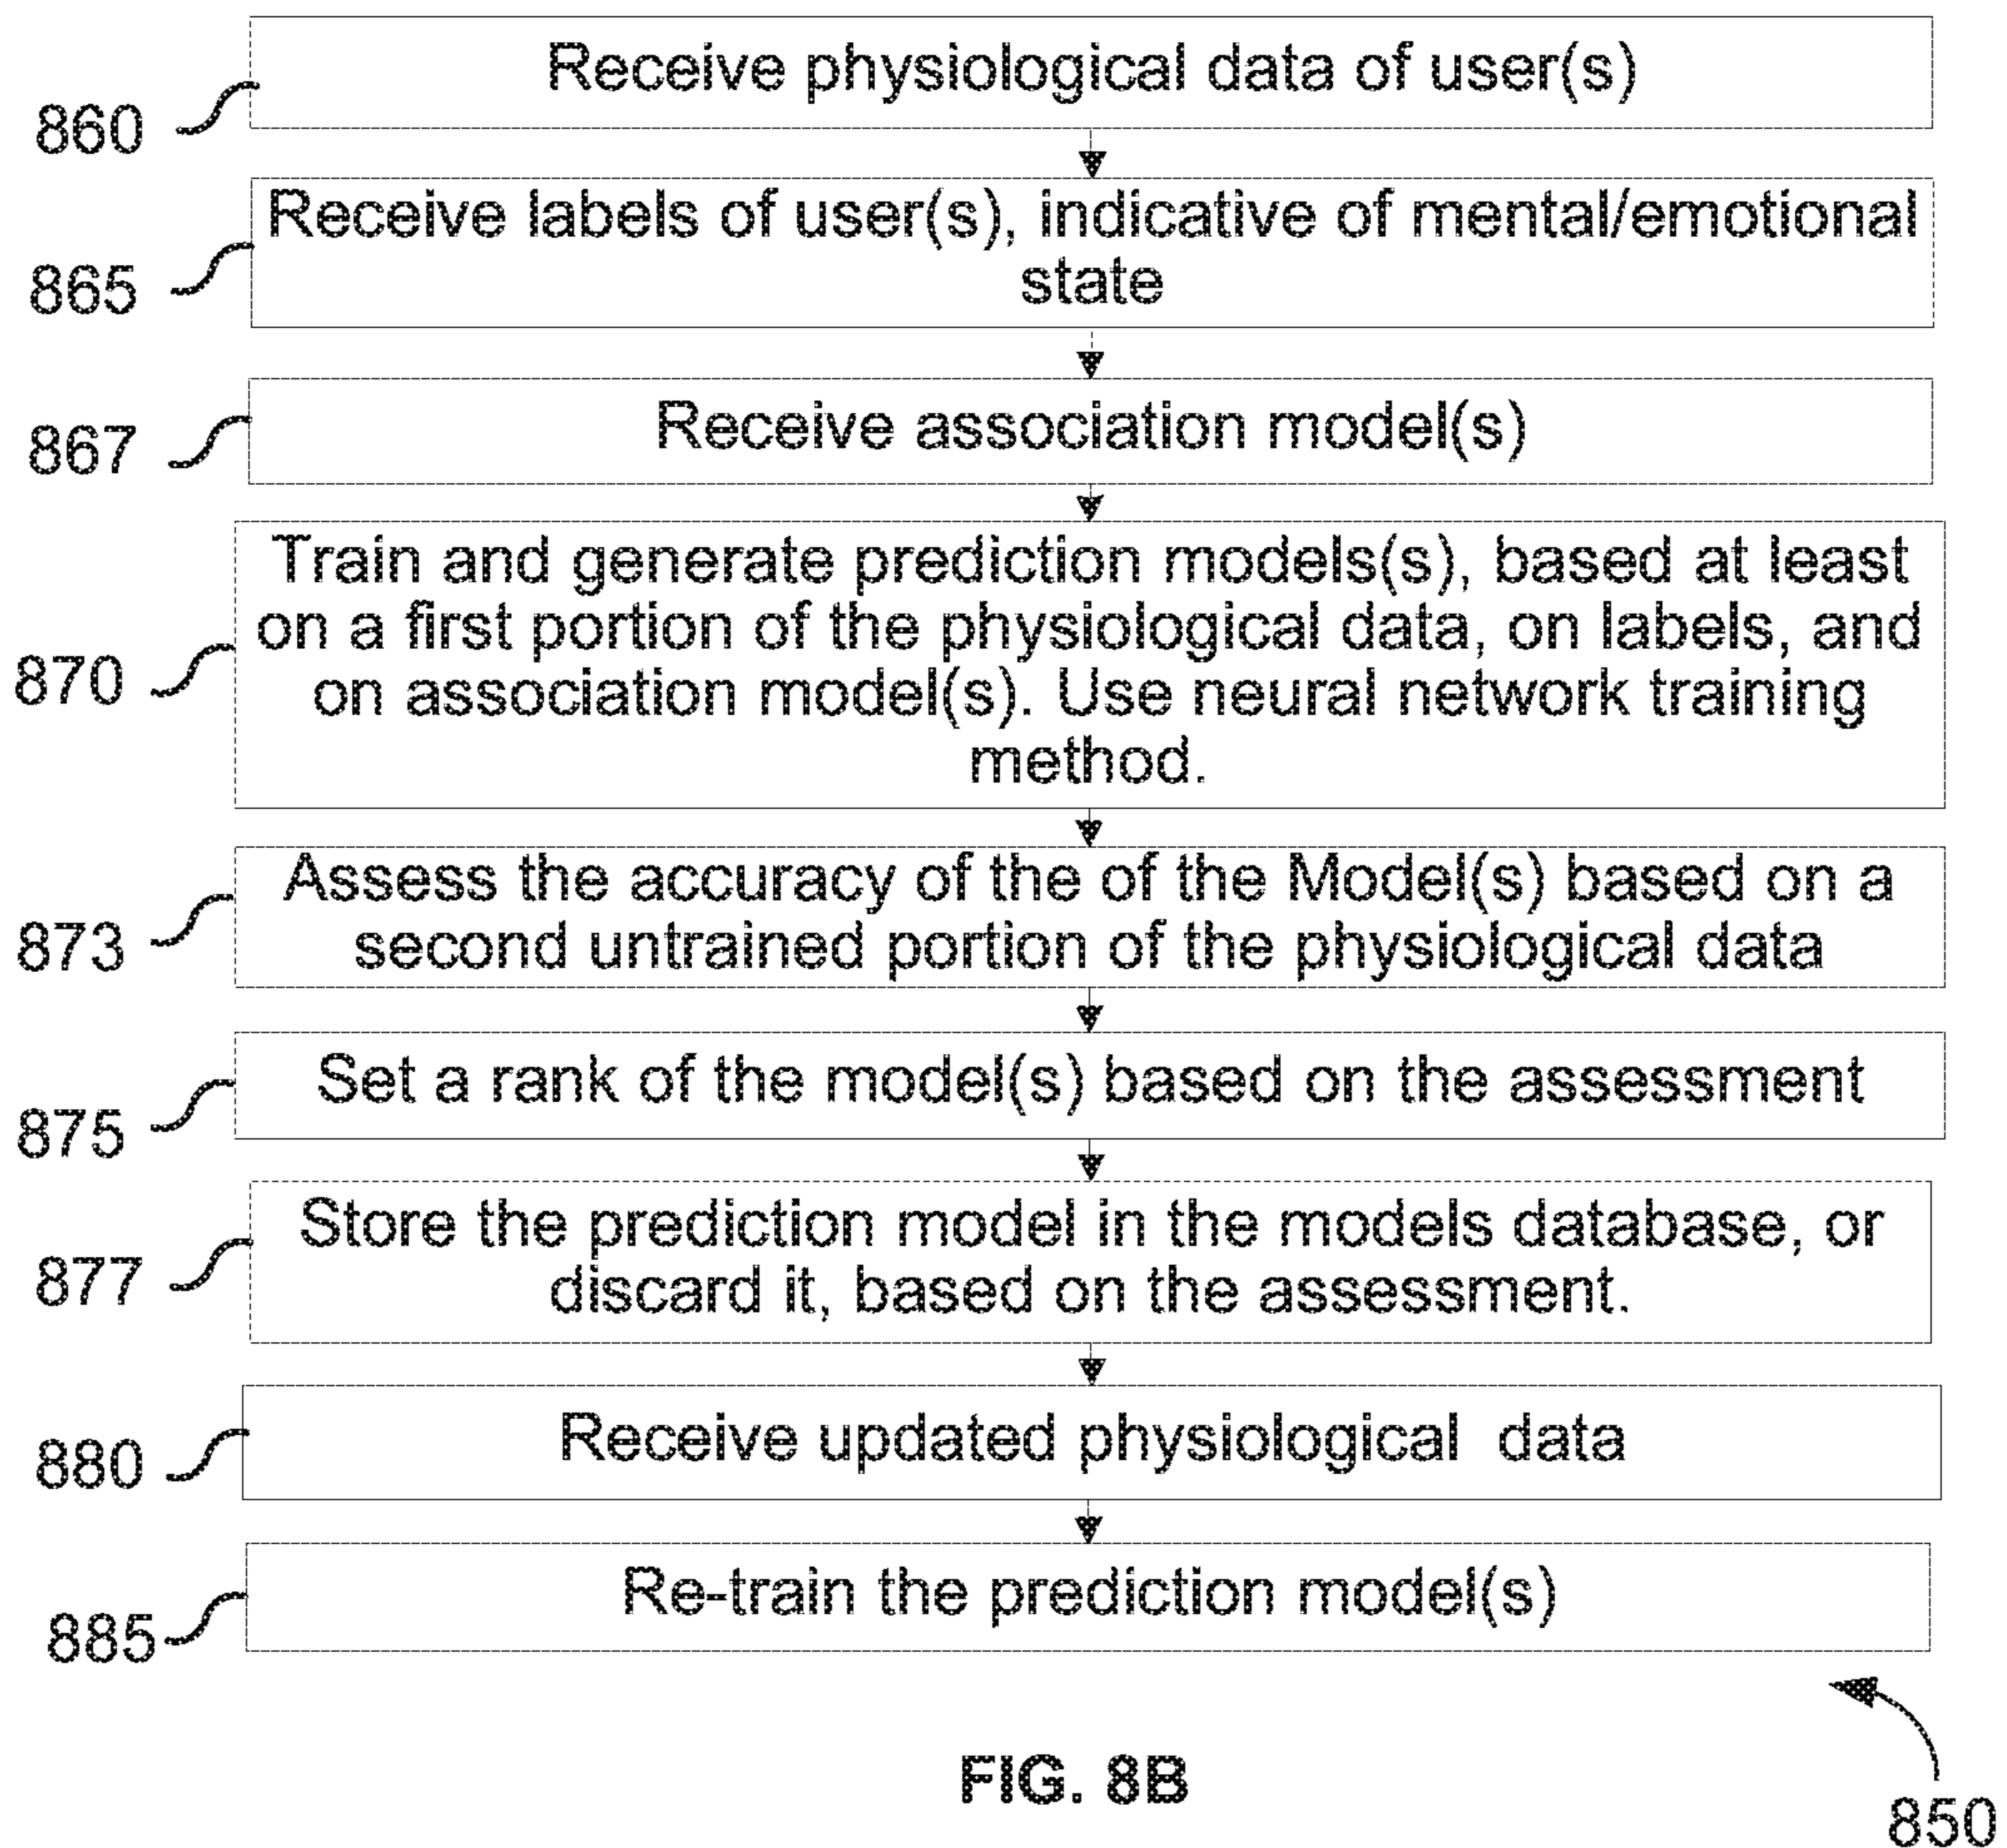 Receive physiological data of user(s)
860
Receive labels of user(s), indicative of mental/emotional
state
865
Receive association model(s)
867
Train and generate prediction models(s), based at least
on a first portion of the physiological data, on labels, and
on association model(s). Use neural network training
method.
870
Assess the accuracy of the of the Model(s) based on a
second untrained portion of the physiological data
873
Set a rank of the model(s) based on the assessment
875
Store the prediction model in the models database, or
discard it, based on the assessment.
877
Receive updated physiological data
880
Re-train the prediction model(s)
885
FIG. 8B
850